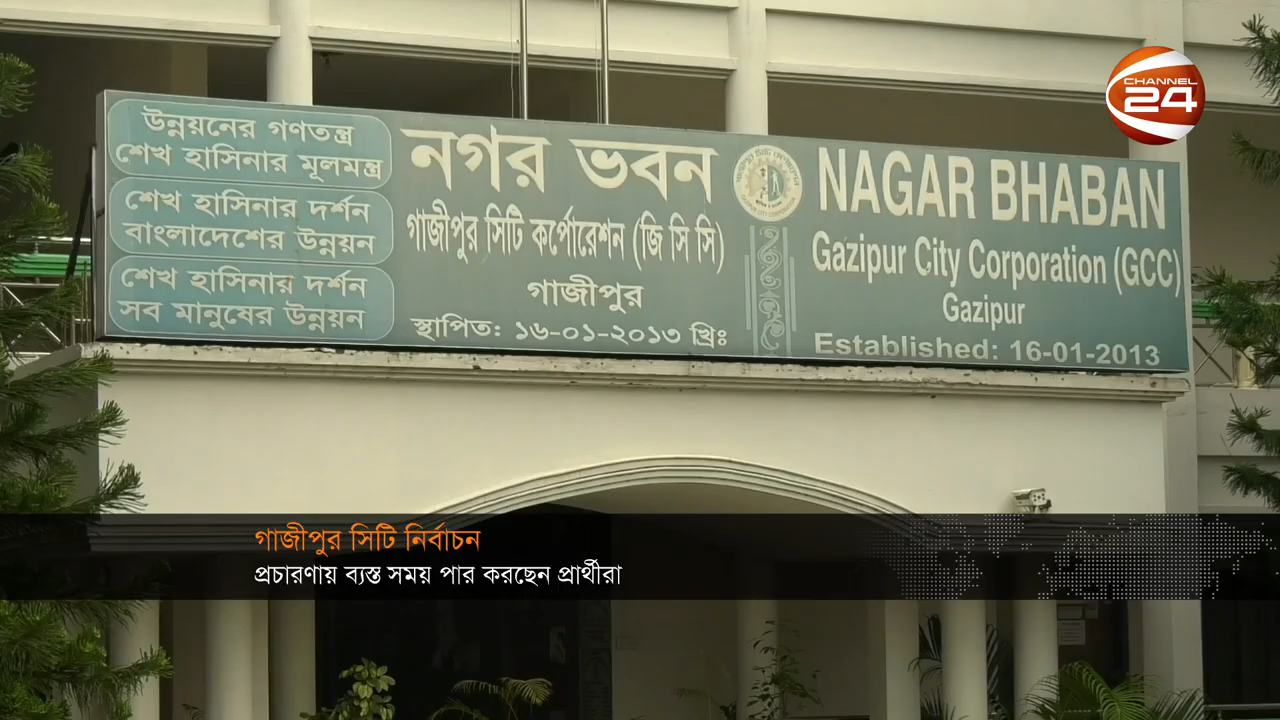 CHANNEL
24
উন্নয়নের গণতন্ত্র
শেখ হাসিনার মূলমন্ত্র
শেখ হাসিনার দর্শন
বাংলাদেশের উন্নয়ন
শেখ হাসিনার দর্শন
সব মানুষের উন্নয়ন
নগর ভবন
গাজীপুর সিটি কর্পোরেশন (জি সি সি)
গাজীপুর
স্থাপিত: ১৬-০১-২০১৩ খ্রিঃ
NAGAR BHABAN
Gazipur City Corporation (GCC)
Gazipur
Established: 16-01-2013
গাজীপুর সিটি নির্বাচন
প্রচারণায় ব্যস্ত সময় পার করছেন প্রার্থীরা